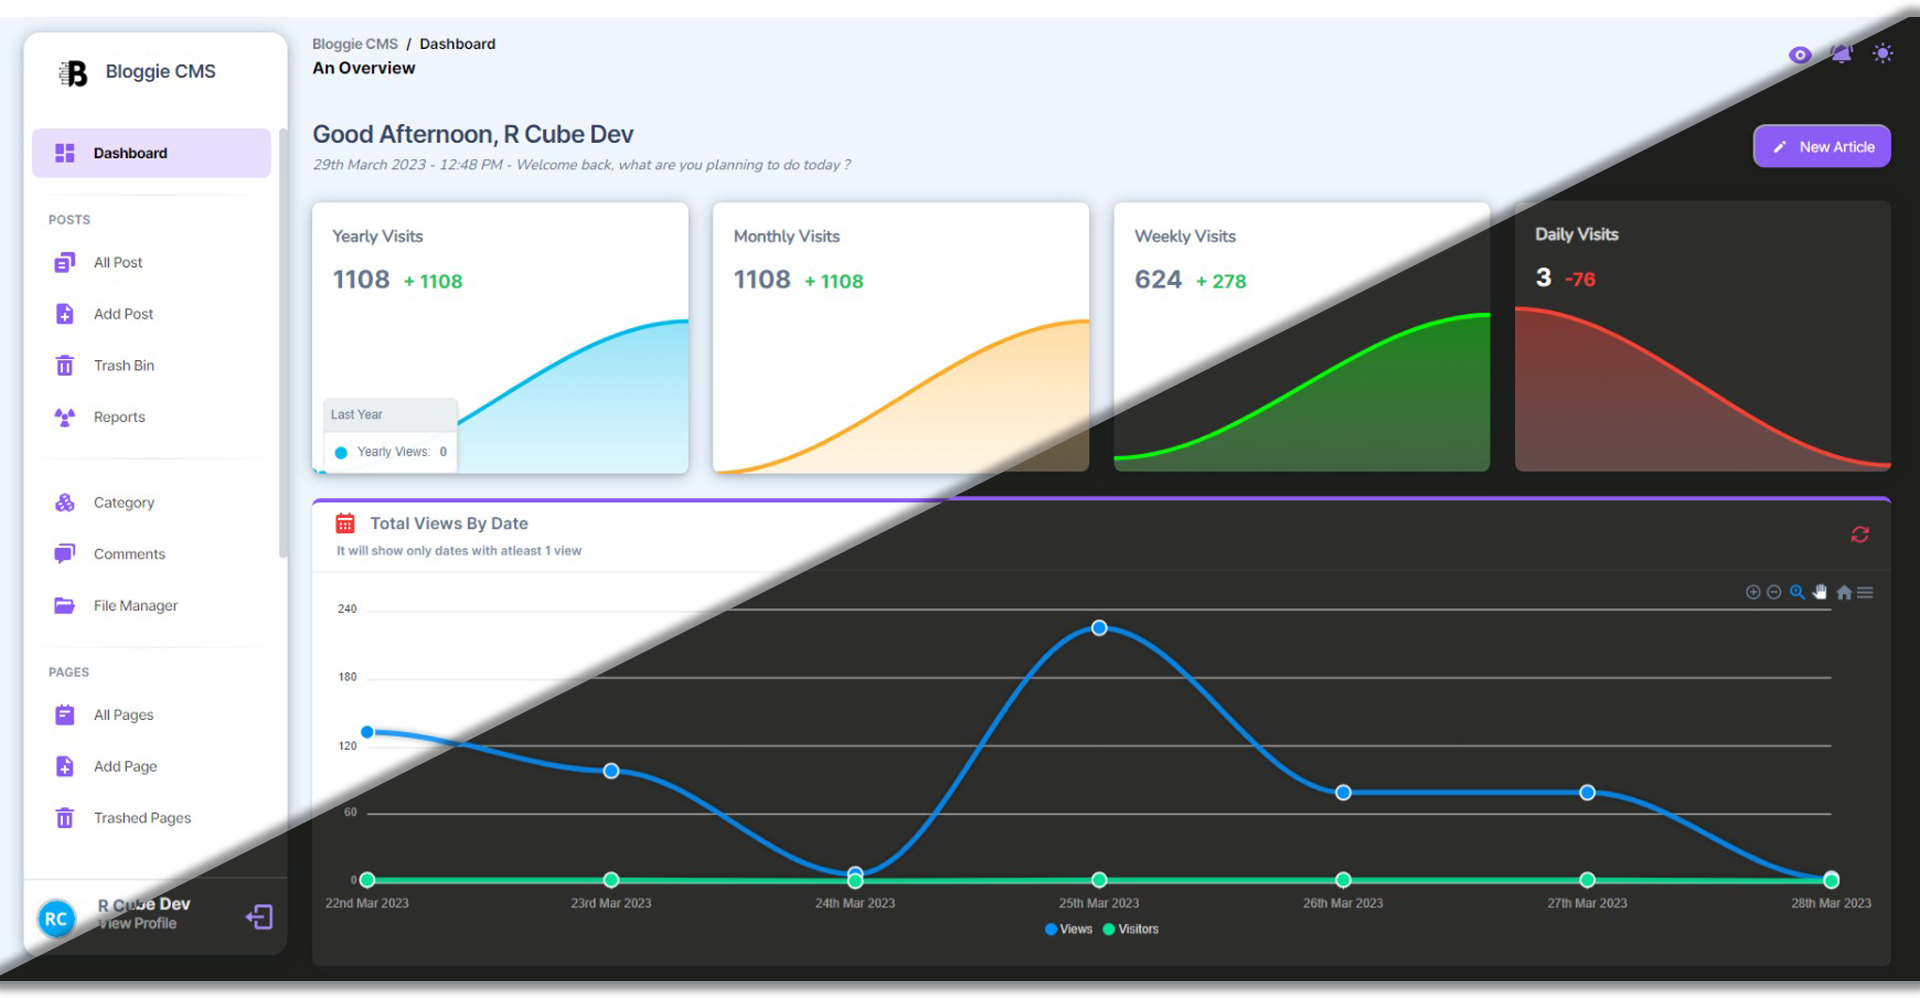 B
Bloggie CMS
Dashboard
POSTS
All Post
Add Post
Trash Bin
Reports
Category
Comments
File Manager
PAGES
All Pages
Add Page
Trashed Pages
RC
R Cube Dev
View Profile
Bloggie CMS / Dashboard
An Overview
Good Afternoon, R Cube Dev
29th March 2023 - 12:48 PM - Welcome back, what are you planning to do today ?
New Article
Yearly Visits
1108 + 1108
Last Year
Yearly Views: 0
Monthly Visits
1108 + 1108
Weekly Visits
624 + 278
Daily Visits
3 -76
Total Views By Date
It will show only dates with atleast 1 view
240
180
120
60
0
22nd Mar 2023 23rd Mar 2023 24th Mar 2023 25th Mar 2023 26th Mar 2023 27th Mar 2023 28th Mar 2023
Views Visitors